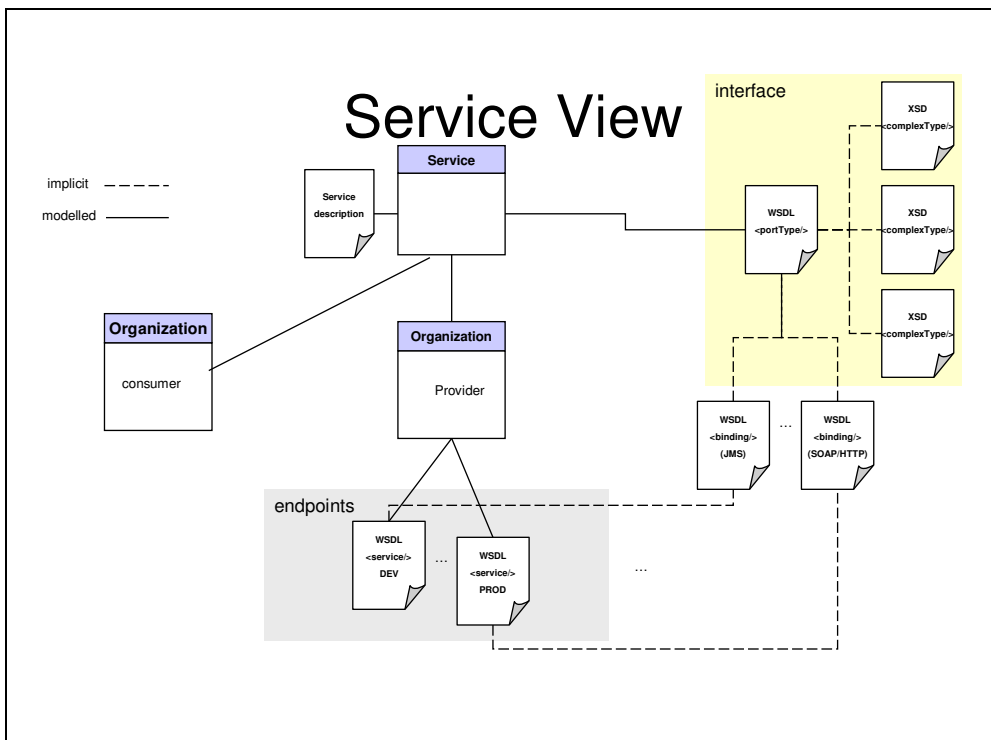 Service View
interface
XSD
<complexType/>
implicit
modelled
Service
Service
description
WSDL
<portType/>
XSD
<complexType/>
XSD
<complexType/>
Organization
consumer
Organization
Provider
WSDL
<binding/>
(JMS)
...
WSDL
<binding/>
(SOAP/HTTP)
endpoints
WSDL
<service/>
DEV
...
WSDL
<service/>
PROD
...